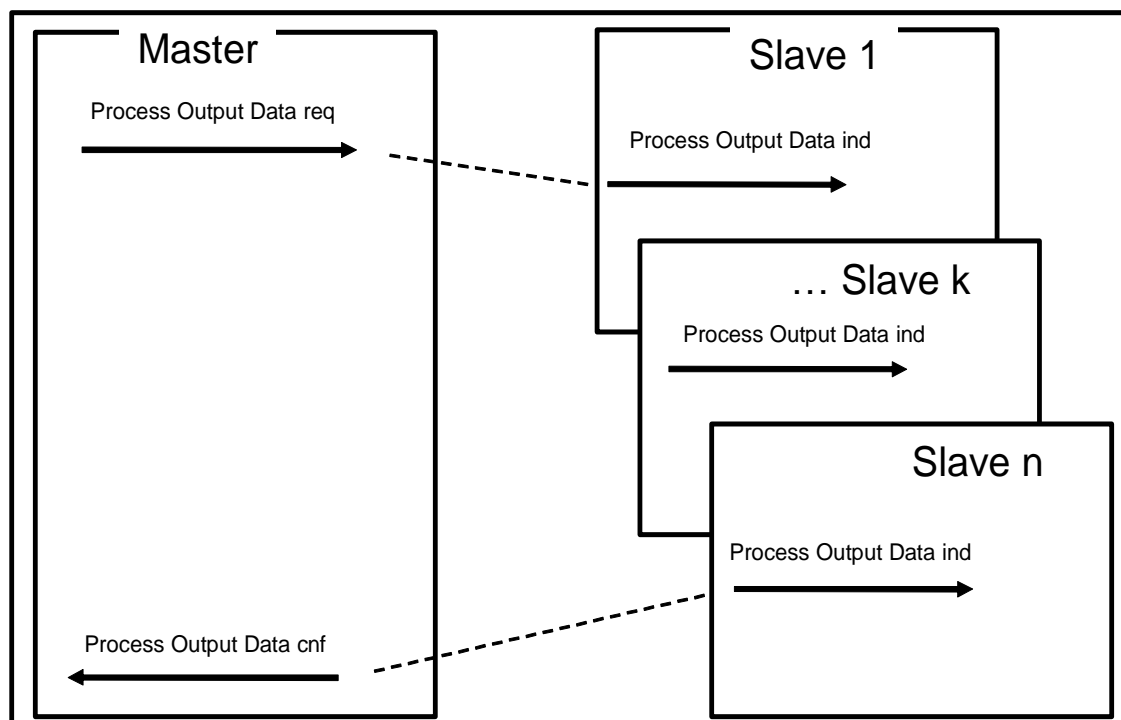 Master
Process Output Data req
Slave 1
Process Output Data ind
… Slave k
Process Output Data ind
Slave n
Process Output Data ind
Process Output Data cnf